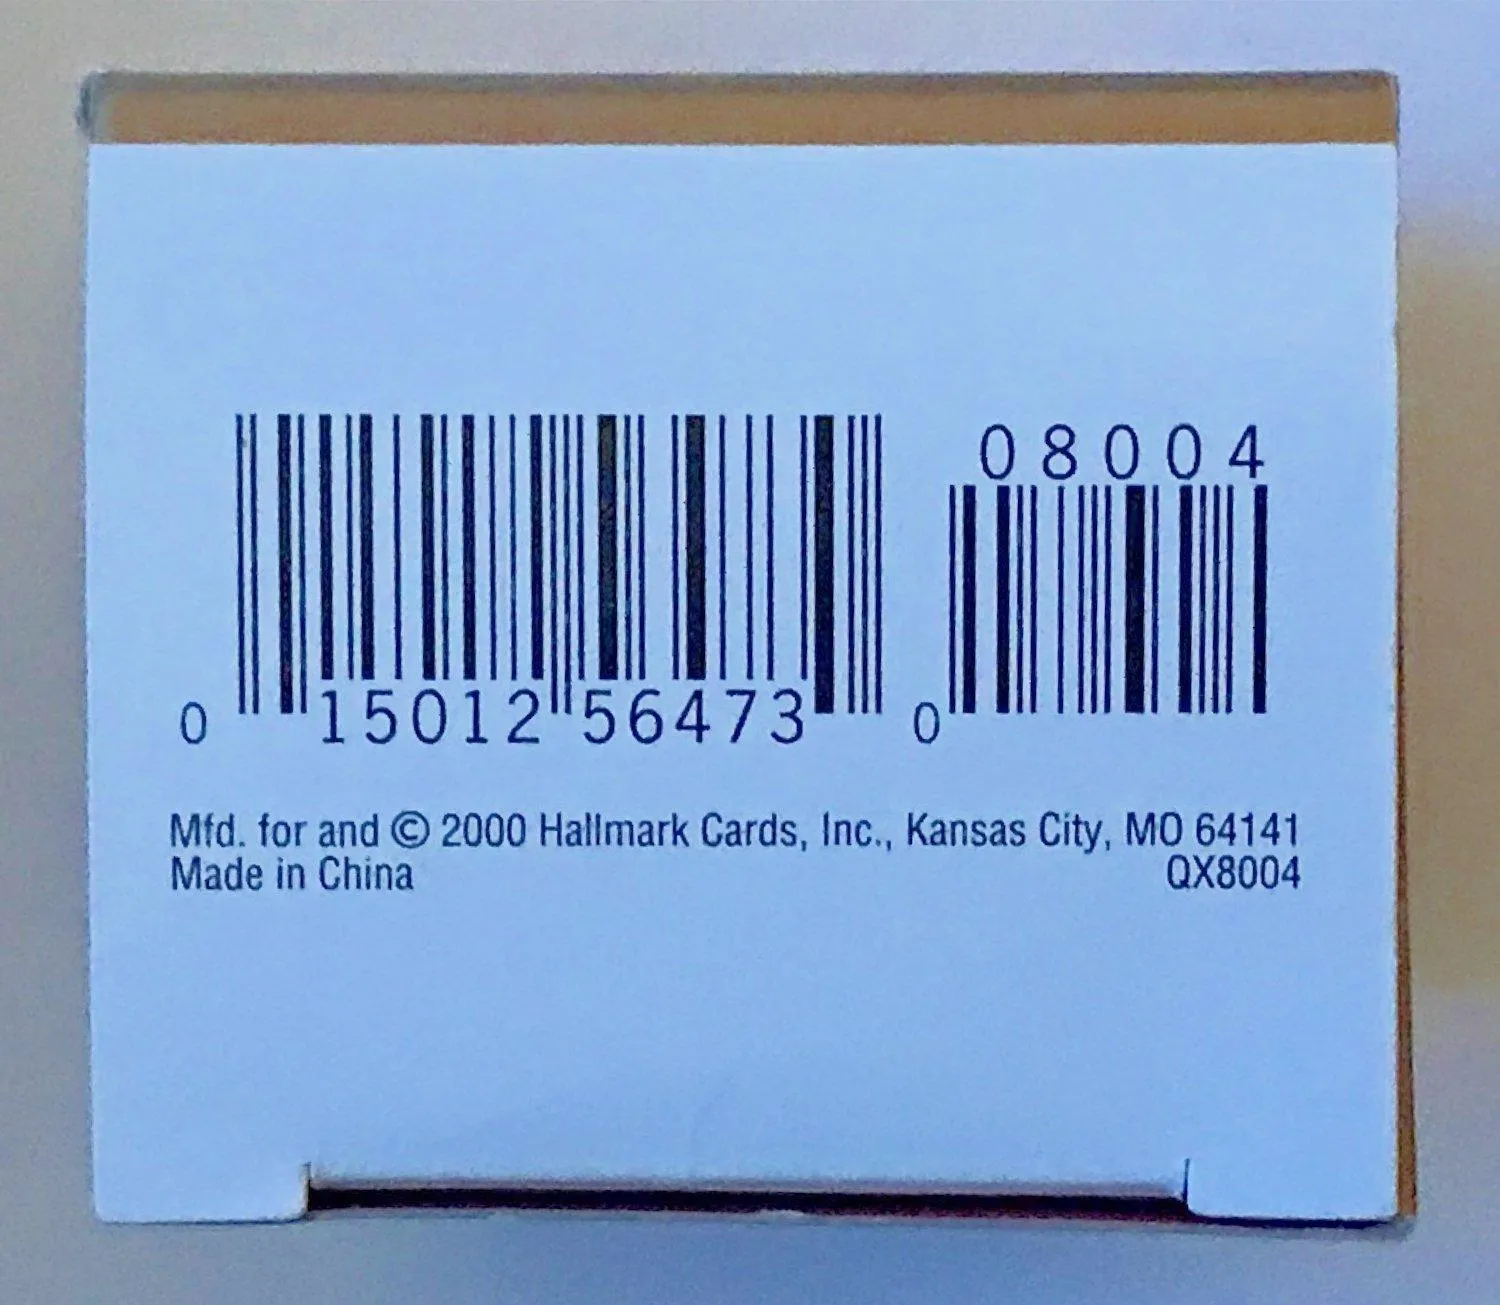 08004
0 15012 56473 0
Mfd. for and © 2000 Hallmark Cards, Inc., Kansas City, MO 64141
Made in China QX8004